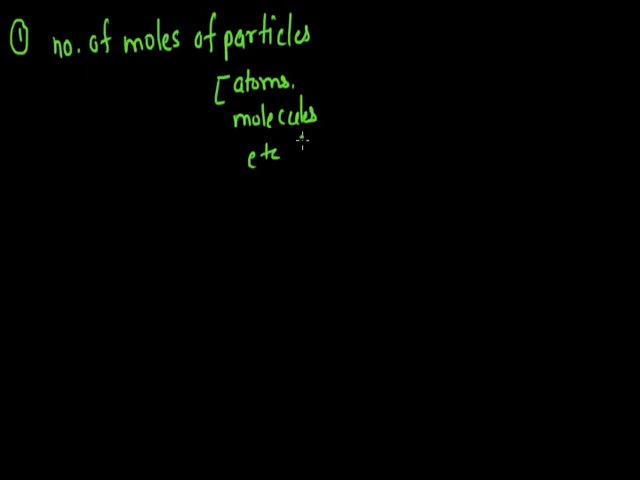 ① no. of moles of particles
[atoms.
molecules
etc